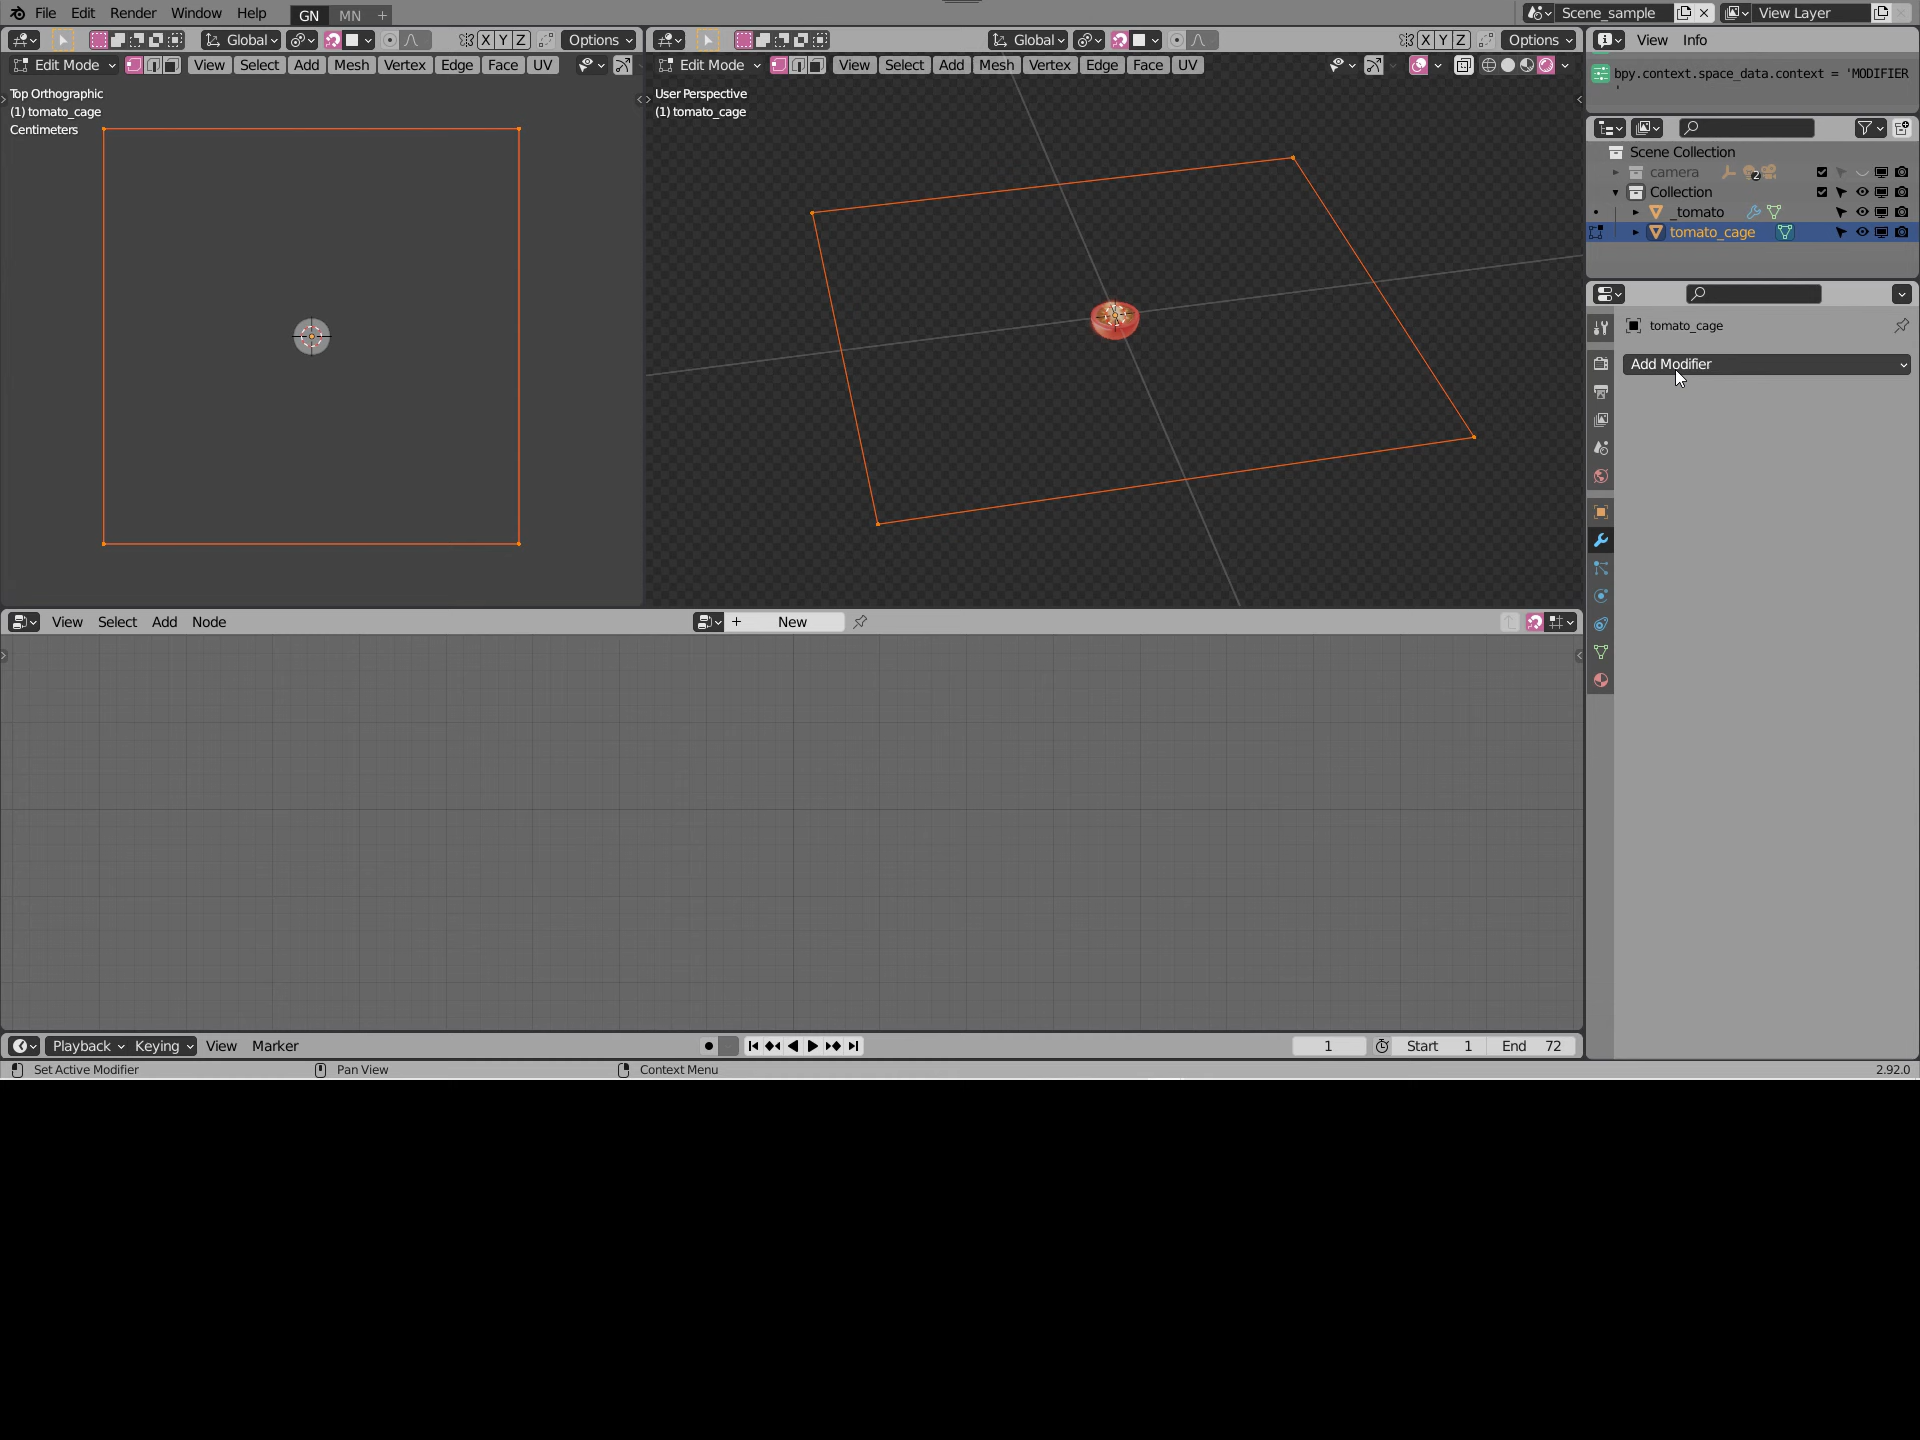 File Edit Render Window Help GN MN + Scene_sample View Layer
Global X Y Z Options Global X Y Z Options View Info
Edit Mode View Select Add Mesh Vertex Edge Face UV Edit Mode View Select Add Mesh Vertex Edge Face UV
bpy.context.space_data.context = 'MODIFIER
'
Top Orthographic
(1) tomato_cage
Centimeters
User Perspective
(1) tomato_cage
Scene Collection
camera 2
Collection
_tomato
tomato_cage
tomato_cage
Add Modifier
View Select Add Node + New
Playback Keying View Marker 1 Start 1 End 72
Set Active Modifier Pan View Context Menu 2.92.0